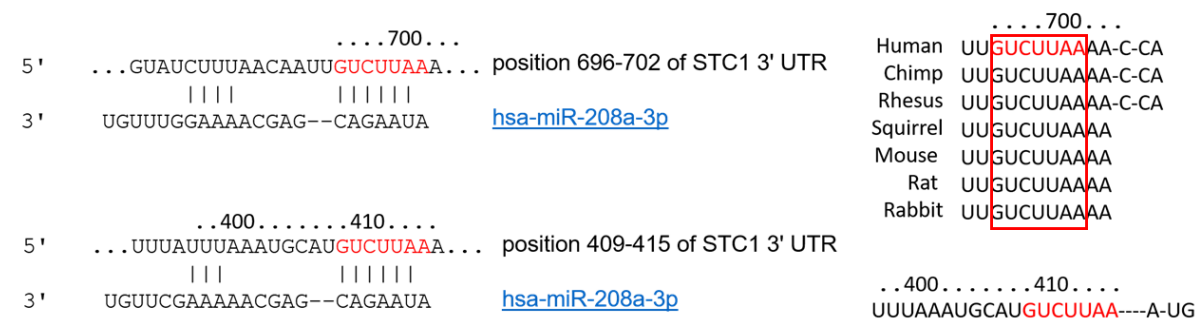 ....700...
5' ...GUAUCUUUAACAAUUGUCUUAAA... position 696-702 of STC1 3' UTR
|||| ||||||
3' UGUUUGGAAAACGAG--CAGAAUA hsa-miR-208a-3p
..400.......410....
5' ...UUUAUUUAAAUGCAUGUCUUAAA... position 409-415 of STC1 3' UTR
||| ||||||
3' UGUUCGAAAAACGAG--CAGAAUA hsa-miR-208a-3p
....700...
Human UUGUCUUAAAA-C-CA
Chimp UUGUCUUAAAA-C-CA
Rhesus UUGUCUUAAAA-C-CA
Squirrel UUGUCUUAAAA
Mouse UUGUCUUAAAA
Rat UUGUCUUAAAA
Rabbit UUGUCUUAAAA
..400.......410....
UUUAAAUGCAUGUCUUAA----A-UG